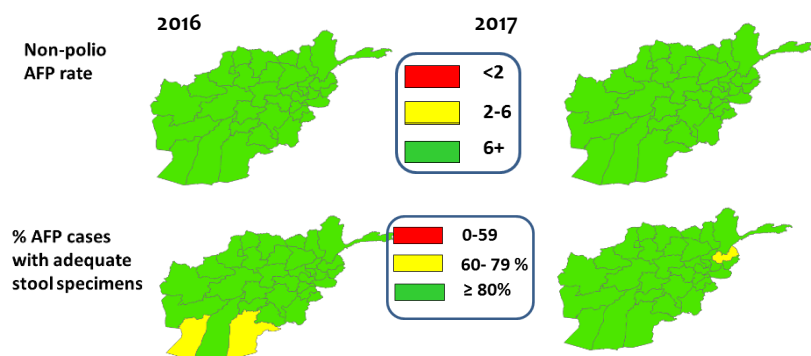 2016
2017
Non-polio
AFP rate
<2
2-6
6+
% AFP cases
with adequate
stool specimens
0-59
60- 79 %
≥ 80%